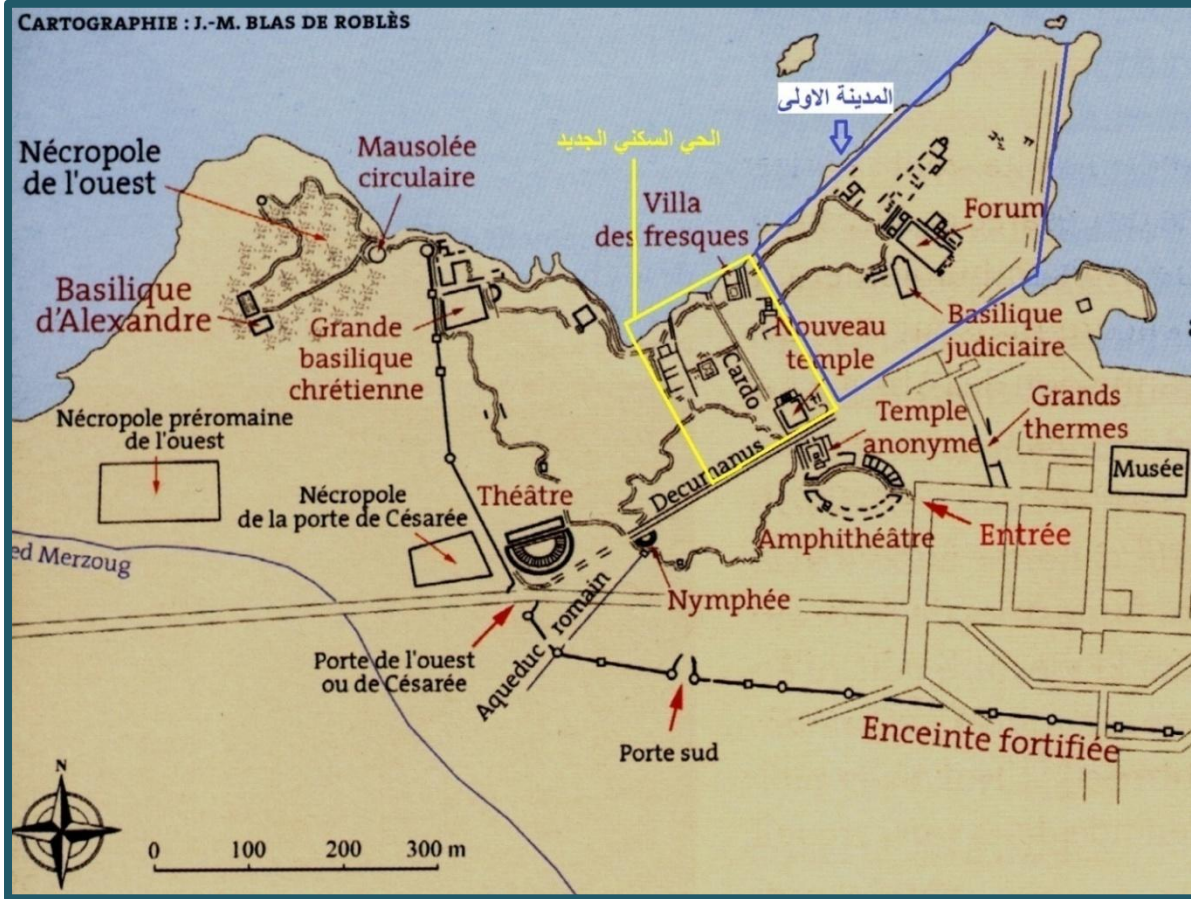 CARTOGRAPHIE : J.-M. BLAS DE ROBLÈS
المدينة الاولى
الحي السكني الجديد
Nécropole
de l'ouest
Mausolée
circulaire
Villa
des fresques
Forum
Basilique
d'Alexandre
Grande
basilique
chrétienne
Nouveau
temple
Cardo
Basilique
judiciaire
Nécropole préromaine
de l'ouest
Temple
anonyme
Grands
thermes
Musée
Decumanus
Théâtre
Nécropole
de la porte de Césarée
Amphithéâtre
Entrée
ed Merzoug
Nymphée
Aqueduc romain
Porte de l'ouest
ou de Césarée
Porte sud
Enceinte fortifiée
N
0 100 200 300 m